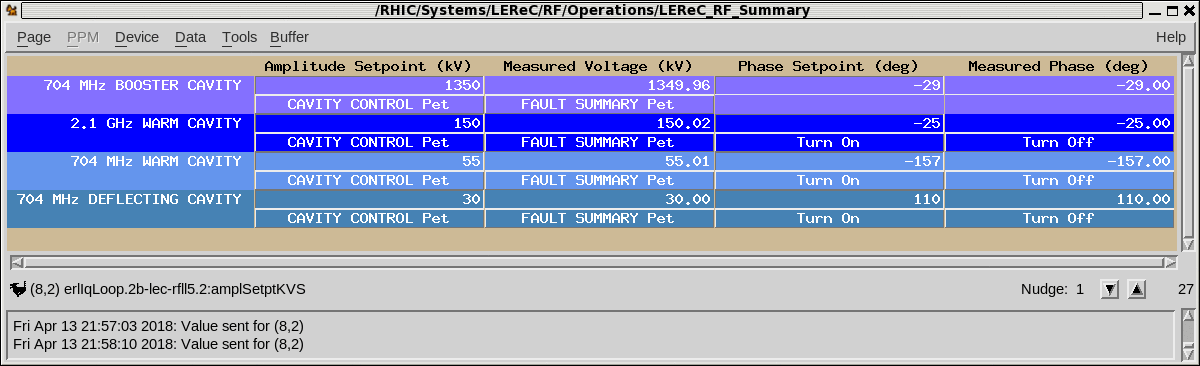 /RHIC/Systems/LEReC/RF/Operations/LEReC_RF_Summary
Page PPM Device Data Tools Buffer Help
Amplitude Setpoint (kV) Measured Voltage (kV) Phase Setpoint (deg) Measured Phase (deg)
704 MHz BOOSTER CAVITY 1350 1349.96 -29 -29.00
CAVITY CONTROL Pet FAULT SUMMARY Pet
2.1 GHz WARM CAVITY 150 150.02 -25 -25.00
CAVITY CONTROL Pet FAULT SUMMARY Pet Turn On Turn Off
704 MHz WARM CAVITY 55 55.01 -157 -157.00
CAVITY CONTROL Pet FAULT SUMMARY Pet Turn On Turn Off
704 MHz DEFLECTING CAVITY 30 30.00 110 110.00
CAVITY CONTROL Pet FAULT SUMMARY Pet Turn On Turn Off
(8,2) erlIqLoop.2b-lec-rfll5.2:amplSetptKVS Nudge: 1 27
Fri Apr 13 21:57:03 2018: Value sent for (8,2)
Fri Apr 13 21:58:10 2018: Value sent for (8,2)